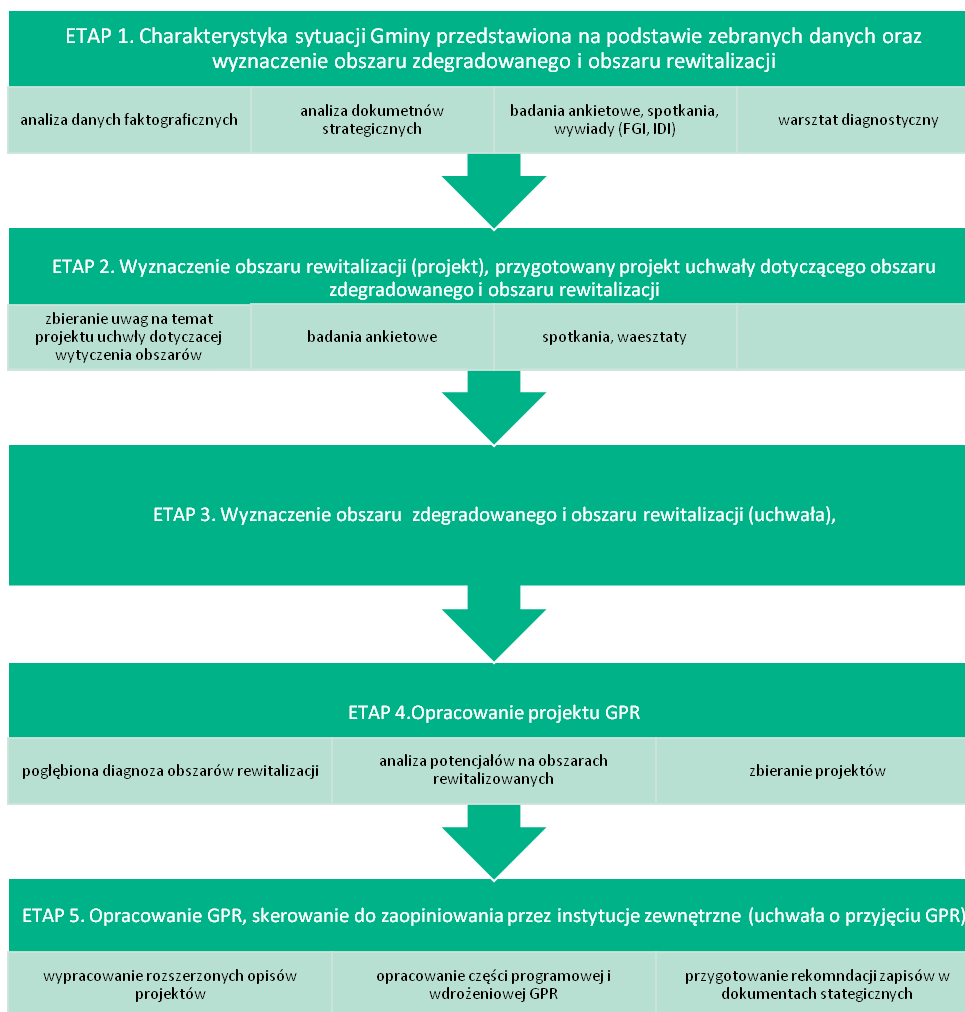 ETAP 1. Charakterystyka sytuacji Gminy przedstawiona na podstawie zebranych danych oraz
wyznaczenie obszaru zdegradowanego i obszaru rewitalizacji
analiza danych faktograficznych
analiza dokumetnów
strategicznych
badania ankietowe, spotkania,
wywiady (FGI, IDI)
warsztat diagnostyczny
ETAP 2. Wyznaczenie obszaru rewitalizacji (projekt), przygotowany projekt uchwały dotyczącego obszaru
zdegradowanego i obszaru rewitalizacji
zbieranie uwag na temat
projektu uchwły dotyczacej
wytyczenia obszarów
badania ankietowe
spotkania, waesztaty
ETAP 3. Wyznaczenie obszaru zdegradowanego i obszaru rewitalizacji (uchwała),
ETAP 4.Opracowanie projektu GPR
pogłębiona diagnoza obszarów rewitalizacji
analiza potencjałów na obszarach
rewitalizowanych
zbieranie projektów
ETAP 5. Opracowanie GPR, skerowanie do zaopiniowania przez instytucje zewnętrzne (uchwała o przyjęciu GPR)
wypracowanie rozszerzonych opisów
projektów
opracowanie części programowej i
wdrożeniowej GPR
przygotowanie rekomndacji zapisów w
dokumentach stategicznych